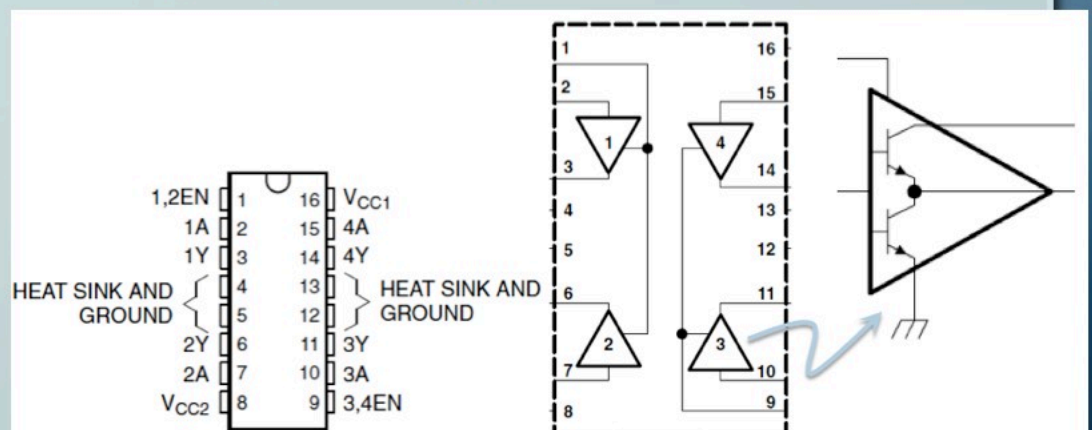 1,2EN 1 16 VCC1
1A 2 15 4A
1Y 3 14 4Y
HEAT SINK AND GROUND 4 13 HEAT SINK AND GROUND
5 12
2Y 6 11 3Y
2A 7 10 3A
VCC2 8 9 3,4EN
1 16
2 15
1 4
3 14
4 13
5 12
6 11
2 3
7 10
8 9